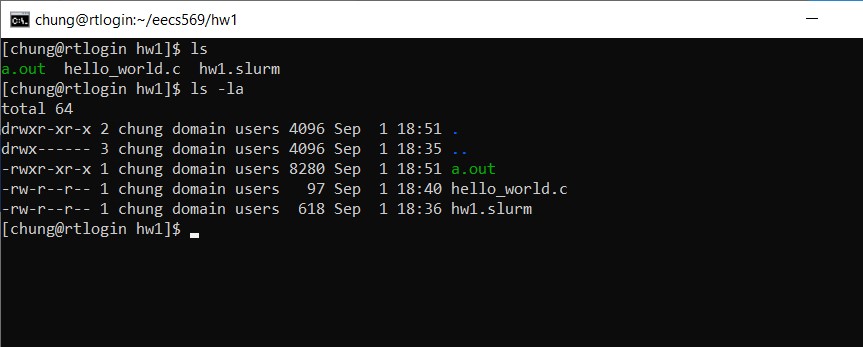 chung@rtlogin:~/eecs569/hw1
[chung@rtlogin hw1]$ ls
a.out  hello_world.c  hw1.slurm
[chung@rtlogin hw1]$ ls -la
total 64
drwxr-xr-x 2 chung domain users 4096 Sep  1 18:51 .
drwx------ 3 chung domain users 4096 Sep  1 18:35 ..
-rwxr-xr-x 1 chung domain users 8280 Sep  1 18:51 a.out
-rw-r--r-- 1 chung domain users   97 Sep  1 18:40 hello_world.c
-rw-r--r-- 1 chung domain users  618 Sep  1 18:36 hw1.slurm
[chung@rtlogin hw1]$